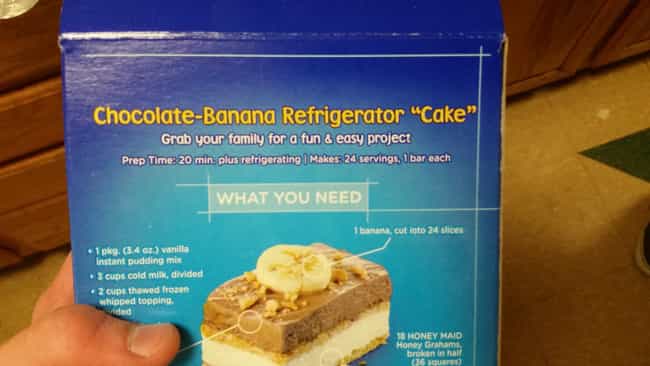 Chocolate-Banana Refrigerator "Cake"
Grab your family for a fun & easy project
Prep Time: 20 min. plus refrigerating | Makes: 24 servings, 1 bar each
WHAT YOU NEED
1 banana, cut into 24 slices
• 1 pkg. (3.4 oz.) vanilla
instant pudding mix
• 3 cups cold milk, divided
• 2 cups thawed frozen
whipped topping,
18 HONEY MAID
Honey Grahams,
broken in half
(36 squares)